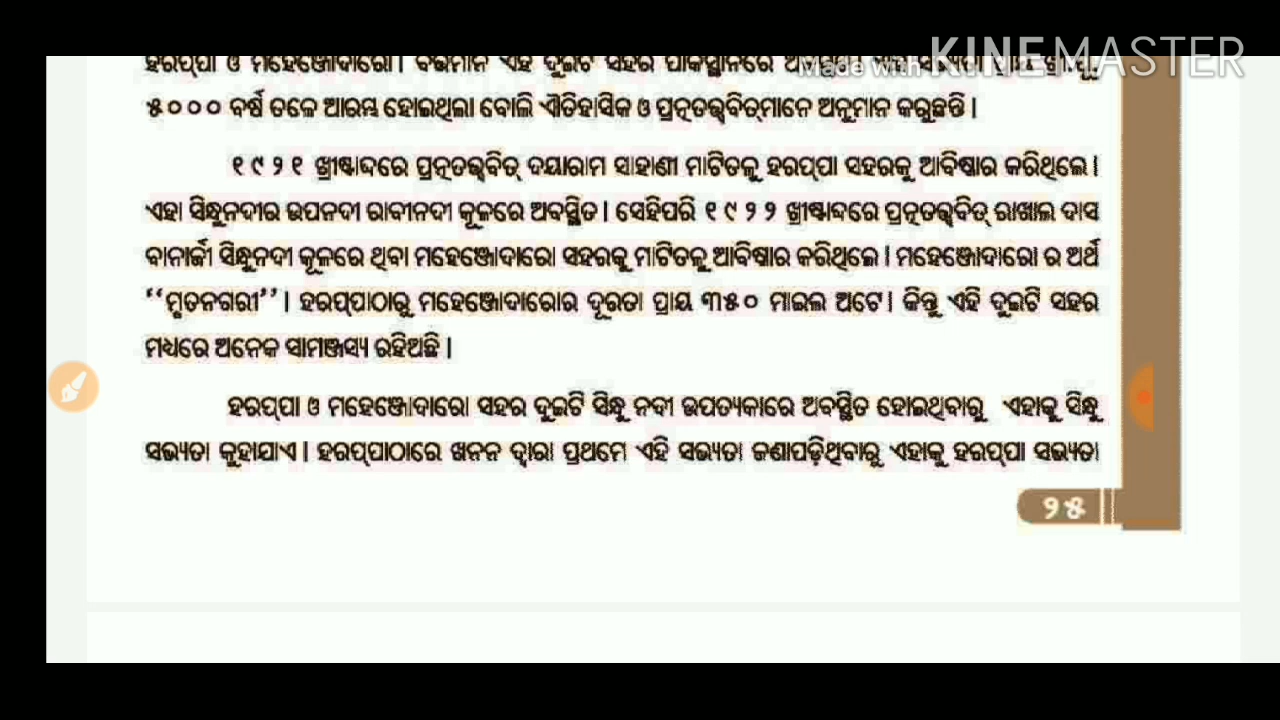 ହରପ୍‌ପା ଓ ମହେଞ୍ଜୋଦାରୋ। ବର୍ତ୍ତମାନ ଏହି ଦୁଇଟି ସହର ପାକିସ୍ଥାନରେ
Made with KINEMASTER
୫୦୦୦ ବର୍ଷ ତଳେ ଆରମ୍ଭ ହୋଇଥିଲା ବୋଲି ଐତିହାସିକ ଓ ପ୍ରତ୍ନତତ୍ତ୍ୱବିତ୍‌ମାନେ ଅନୁମାନ କରୁଛନ୍ତି।
୧୯୨୧ ଖ୍ରୀଷ୍ଟାବ୍ଦରେ ପ୍ରତ୍ନତତ୍ତ୍ୱବିତ୍ ଦୟାରାମ ସାହାଣୀ ମାଟିତଳୁ ହରପ୍‌ପା ସହରକୁ ଆବିଷ୍କାର କରିଥିଲେ।
ଏହା ସିନ୍ଧୁନଦୀର ଉପନଦୀ ରାବୀନଦୀ କୂଳରେ ଅବସ୍ଥିତ। ସେହିପରି ୧୯୨୨ ଖ୍ରୀଷ୍ଟାବ୍ଦରେ ପ୍ରତ୍ନତତ୍ତ୍ୱବିତ୍ ରାଖାଲ ଦାସ
ବାନାର୍ଜୀ ସିନ୍ଧୁନଦୀ କୂଳରେ ଥିବା ମହେଞ୍ଜୋଦାରୋ ସହରକୁ ମାଟିତଳୁ ଆବିଷ୍କାର କରିଥିଲେ। ମହେଞ୍ଜୋଦାରୋ ର ଅର୍ଥ
‘‘ମୃତନଗରୀ’’। ହରପ୍‌ପାଠାରୁ ମହେଞ୍ଜୋଦାରୋର ଦୂରତା ପ୍ରାୟ ୩୫୦ ମାଇଲ ଅଟେ। କିନ୍ତୁ ଏହି ଦୁଇଟି ସହର
ମଧ୍ୟରେ ଅନେକ ସାମଞ୍ଜସ୍ୟ ରହିଅଛି।
ହରପ୍‌ପା ଓ ମହେଞ୍ଜୋଦାରୋ ସହର ଦୁଇଟି ସିନ୍ଧୁ ନଦୀ ଉପତ୍ୟକାରେ ଅବସ୍ଥିତ ହୋଇଥିବାରୁ ଏହାକୁ ସିନ୍ଧୁ
ସଭ୍ୟତା କୁହାଯାଏ। ହରପ୍‌ପାଠାରେ ଖନନ ଦ୍ୱାରା ପ୍ରଥମେ ଏହି ସଭ୍ୟତା ଜଣାପଡ଼ିଥିବାରୁ ଏହାକୁ ହରପ୍‌ପା ସଭ୍ୟତା
୨୫